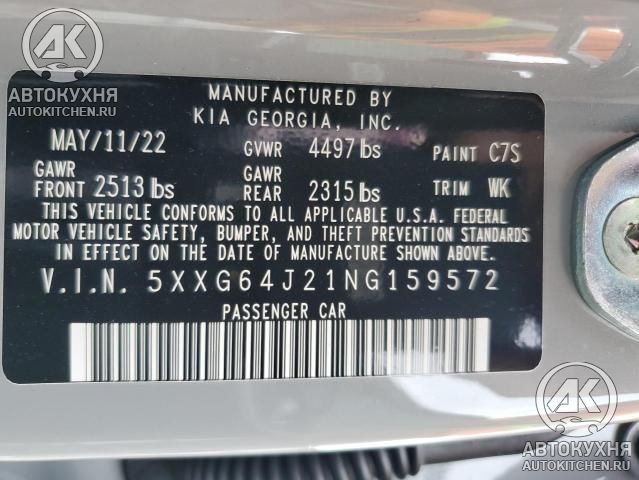 AK
АВТОКУХНЯ
AUTOKITCHEN.RU
MANUFACTURED BY
KIA GEORGIA, INC.
MAY/11/22 GVWR 4497 lbs PAINT C7S
GAWR FRONT 2513 lbs GAWR REAR 2315 lbs TRIM WK
THIS VEHICLE CONFORMS TO ALL APPLICABLE U.S.A. FEDERAL
MOTOR VEHICLE SAFETY, BUMPER, AND THEFT PREVENTION STANDARDS
IN EFFECT ON THE DATE OF MANUFACTURE SHOWN ABOVE.
V.I.N. 5XXG64J21NG159572
PASSENGER CAR
AK
АВТОКУХНЯ
AUTOKITCHEN.RU